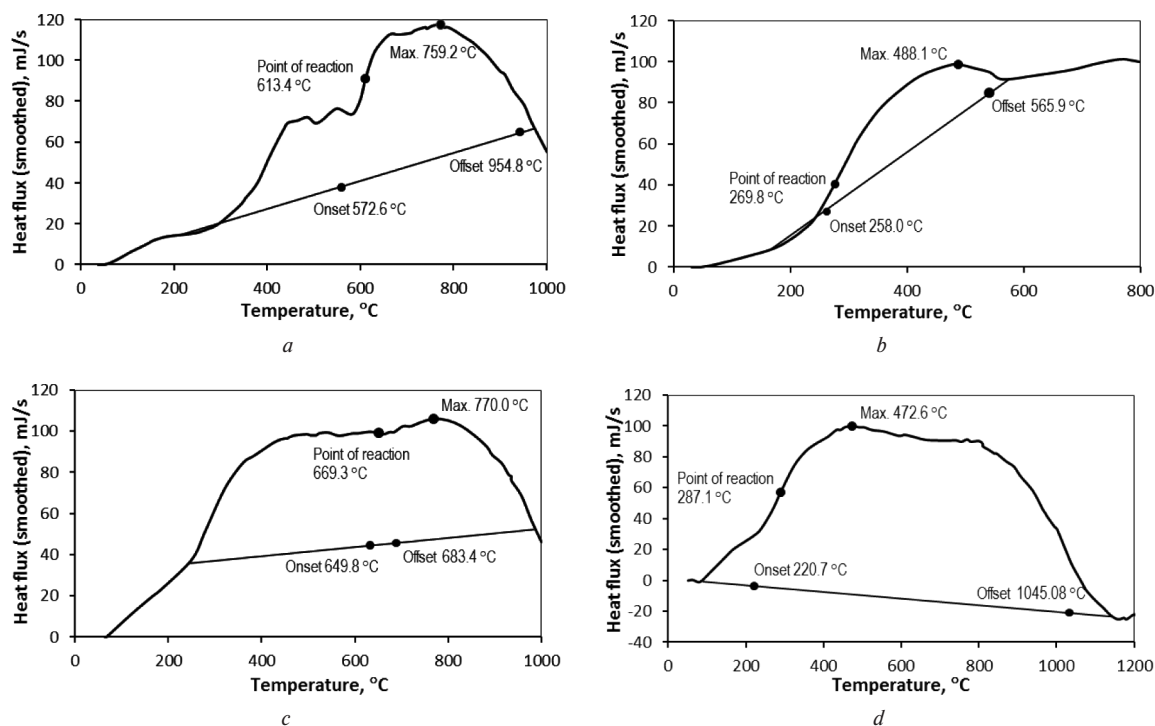 120
100
80
60
40
20
0
Heat flux (smoothed), mJ/s
Max. 759.2 °C
Point of reaction
613.4 °C
Offset 954.8 °C
Onset 572.6 °C
0 200 400 600 800 1000
Temperature, °C
a
120
100
80
60
40
20
0
Heat flux (smoothed), mJ/s
Max. 488.1 °C
Offset 565.9 °C
Point of reaction
269.8 °C
Onset 258.0 °C
0 200 400 600 800
Temperature, °C
b
120
100
80
60
40
20
0
Heat flux (smoothed), mJ/s
Max. 770.0 °C
Point of reaction
669.3 °C
Onset 649.8 °C
Offset 683.4 °C
0 200 400 600 800 1000
Temperature, °C
c
120
100
80
60
40
20
0
-20
-40
Heat flux (smoothed), mJ/s
Max. 472.6 °C
Point of reaction
287.1 °C
Onset 220.7 °C
Offset 1045.08 °C
0 200 400 600 800 1000 1200
Temperature, °C
d